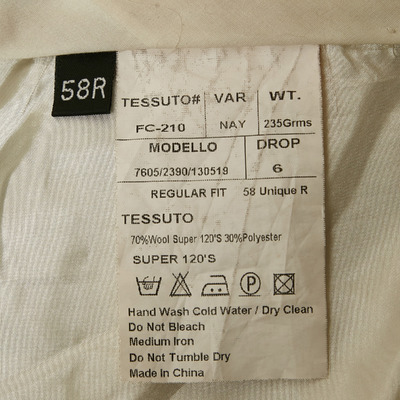 58R
TESSUTO# VAR WT.
FC-210 NAY 235Grms
MODELLO DROP
7605/2390/130519 6
REGULAR FIT 58 Unique R
TESSUTO
70%Wool Super 120'S 30%Polyester
SUPER 120'S
P
Hand Wash Cold Water / Dry Clean
Do Not Bleach
Medium Iron
Do Not Tumble Dry
Made In China